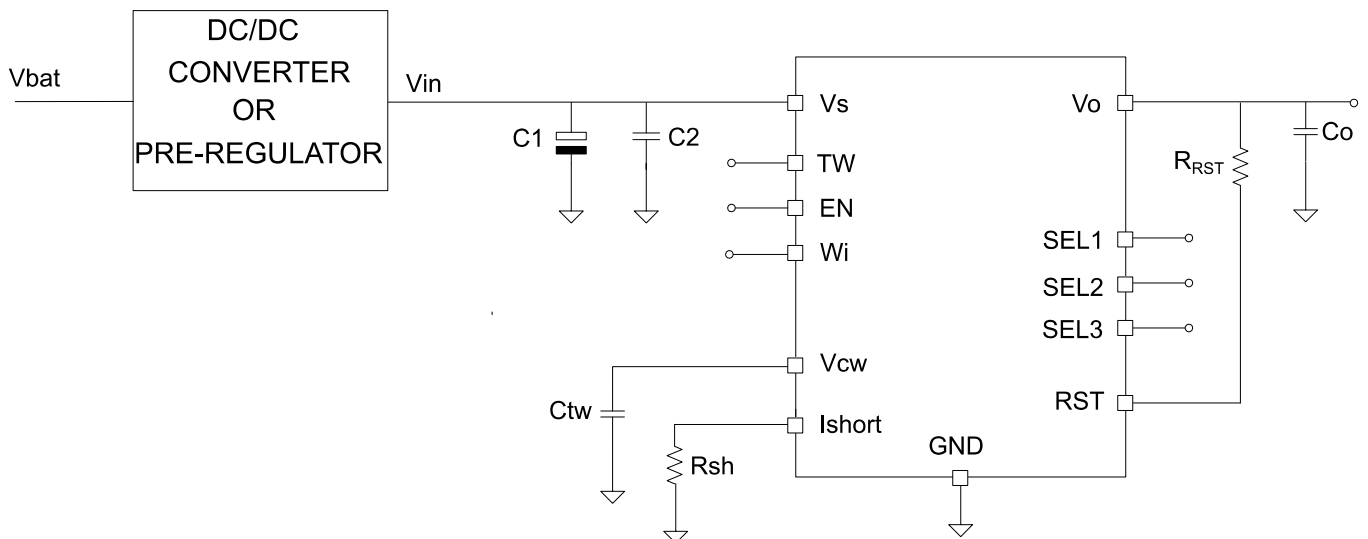 Vbat
DC/DC
CONVERTER
OR
PRE-REGULATOR
Vin
C1
C2
Vs
TW
EN
Wi
Vcw
Ishort
Ctw
Rsh
GND
Vo
SEL1
SEL2
SEL3
RST
RRST
Co